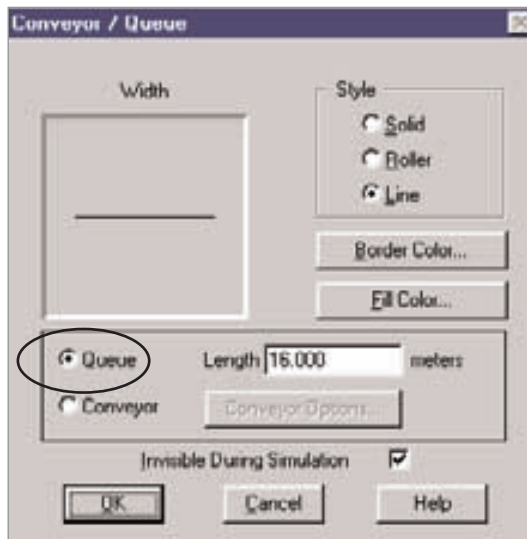 Conveyor / Queue
Width
Style
Solid
Roller
Line
Border Color...
Fill Color...
Queue
Length 16.000 meters
Conveyor
Conveyor Options...
Invisible During Simulation
OK
Cancel
Help